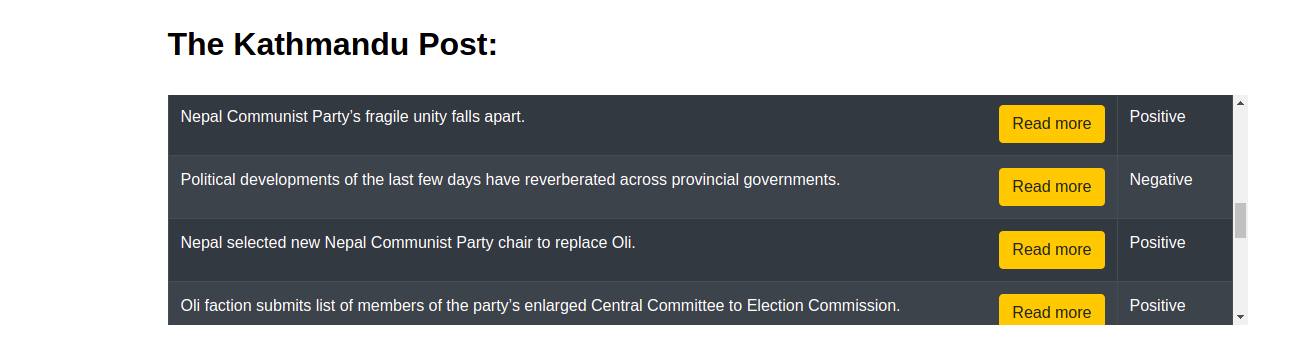 The Kathmandu Post:
Nepal Communist Party’s fragile unity falls apart. Read more Positive
Political developments of the last few days have reverberated across provincial governments. Read more Negative
Nepal selected new Nepal Communist Party chair to replace Oli. Read more Positive
Oli faction submits list of members of the party’s enlarged Central Committee to Election Commission. Read more Positive